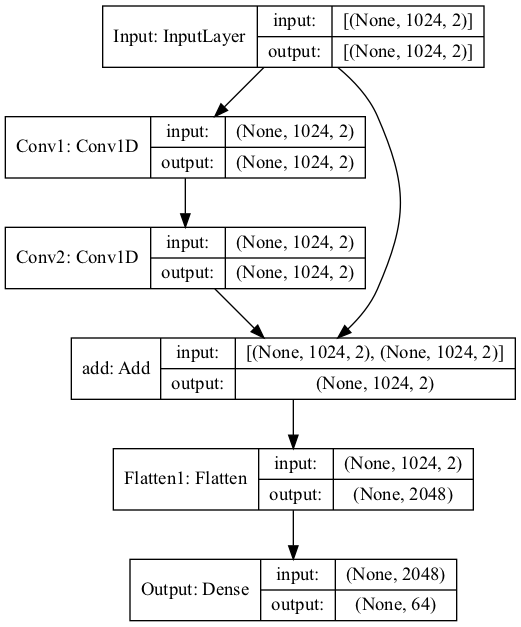 Input: InputLayer
input: [(None, 1024, 2)]
output: [(None, 1024, 2)]
Conv1: Conv1D
input: (None, 1024, 2)
output: (None, 1024, 2)
Conv2: Conv1D
input: (None, 1024, 2)
output: (None, 1024, 2)
add: Add
input: [(None, 1024, 2), (None, 1024, 2)]
output: (None, 1024, 2)
Flatten1: Flatten
input: (None, 1024, 2)
output: (None, 2048)
Output: Dense
input: (None, 2048)
output: (None, 64)